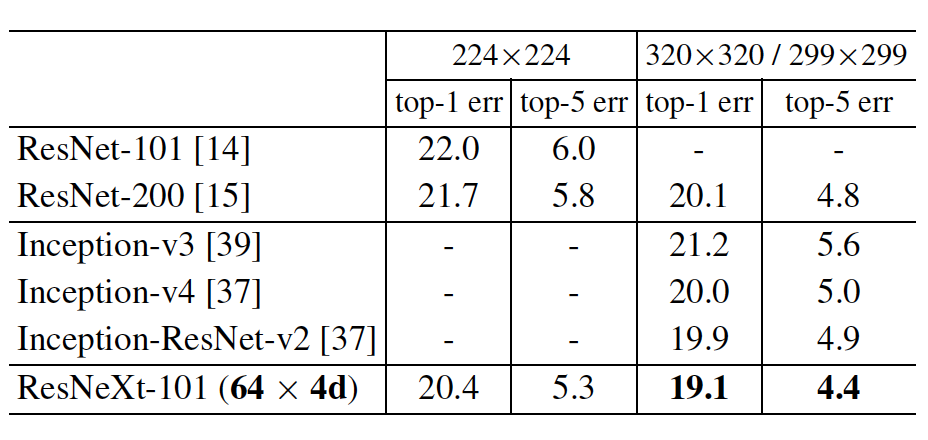 224×224 320×320 / 299×299
top-1 err top-5 err top-1 err top-5 err
ResNet-101 [14] 22.0 6.0 - -
ResNet-200 [15] 21.7 5.8 20.1 4.8
Inception-v3 [39] - - 21.2 5.6
Inception-v4 [37] - - 20.0 5.0
Inception-ResNet-v2 [37] - - 19.9 4.9
ResNeXt-101 (64 × 4d) 20.4 5.3 19.1 4.4